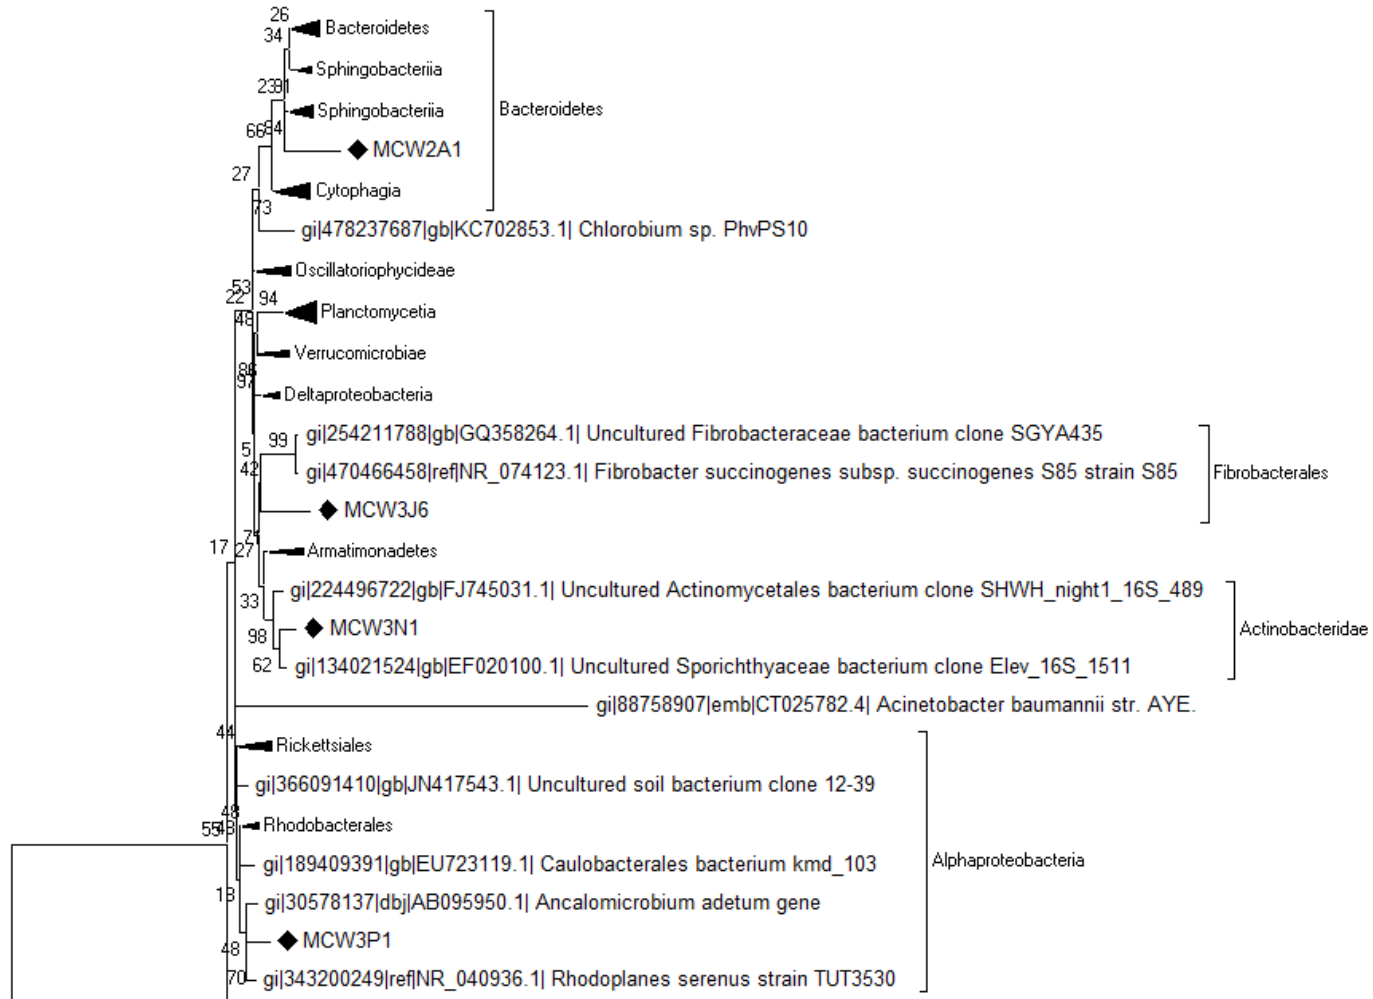 26
34
Bacteroidetes
Sphingobacteriia
Sphingobacteriia
Bacteroidetes
66
MCW2A1
27
Cytophagia
73
gi|478237687|gb|KC702853.1| Chlorobium sp. PhvPS10
Oscillatoriophycideae
53
22
94
Planctomycetia
48
Verrucomicrobiae
97
Deltaproteobacteria
99
gi|254211788|gb|GQ358264.1| Uncultured Fibrobacteraceae bacterium clone SGYA435
5
42
gi|470466458|ref|NR_074123.1| Fibrobacter succinogenes subsp. succinogenes S85 strain S85
Fibrobacterales
MCW3J6
17
27
Armatimonadetes
gi|224496722|gb|FJ745031.1| Uncultured Actinomycetales bacterium clone SHWH_night1_16S_489
33
98
MCW3N1
Actinobacteridae
62
gi|134021524|gb|EF020100.1| Uncultured Sporichthyaceae bacterium clone Elev_16S_1511
gi|88758907|emb|CT025782.4| Acinetobacter baumannii str. AYE.
44
Rickettsiales
gi|366091410|gb|JN417543.1| Uncultured soil bacterium clone 12-39
48
55
Rhodobacterales
gi|189409391|gb|EU723119.1| Caulobacterales bacterium kmd_103
Alphaproteobacteria
gi|30578137|dbj|AB095950.1| Ancalomicrobium adetum gene
MCW3P1
48
70
gi|343200249|ref|NR_040936.1| Rhodoplanes serenus strain TUT3530